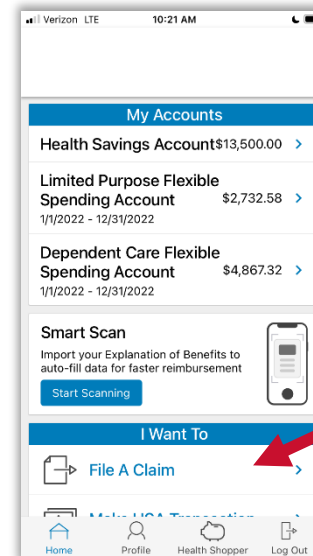 Verizon LTE 10:21 AM
My Accounts
Health Savings Account $13,500.00
Limited Purpose Flexible
Spending Account $2,732.58
1/1/2022 - 12/31/2022
Dependent Care Flexible
Spending Account $4,867.32
1/1/2022 - 12/31/2022
Smart Scan
Import your Explanation of Benefits to
auto-fill data for faster reimbursement
Start Scanning
I Want To
File A Claim
Make HSA Transaction
Home Profile Health Shopper Log Out